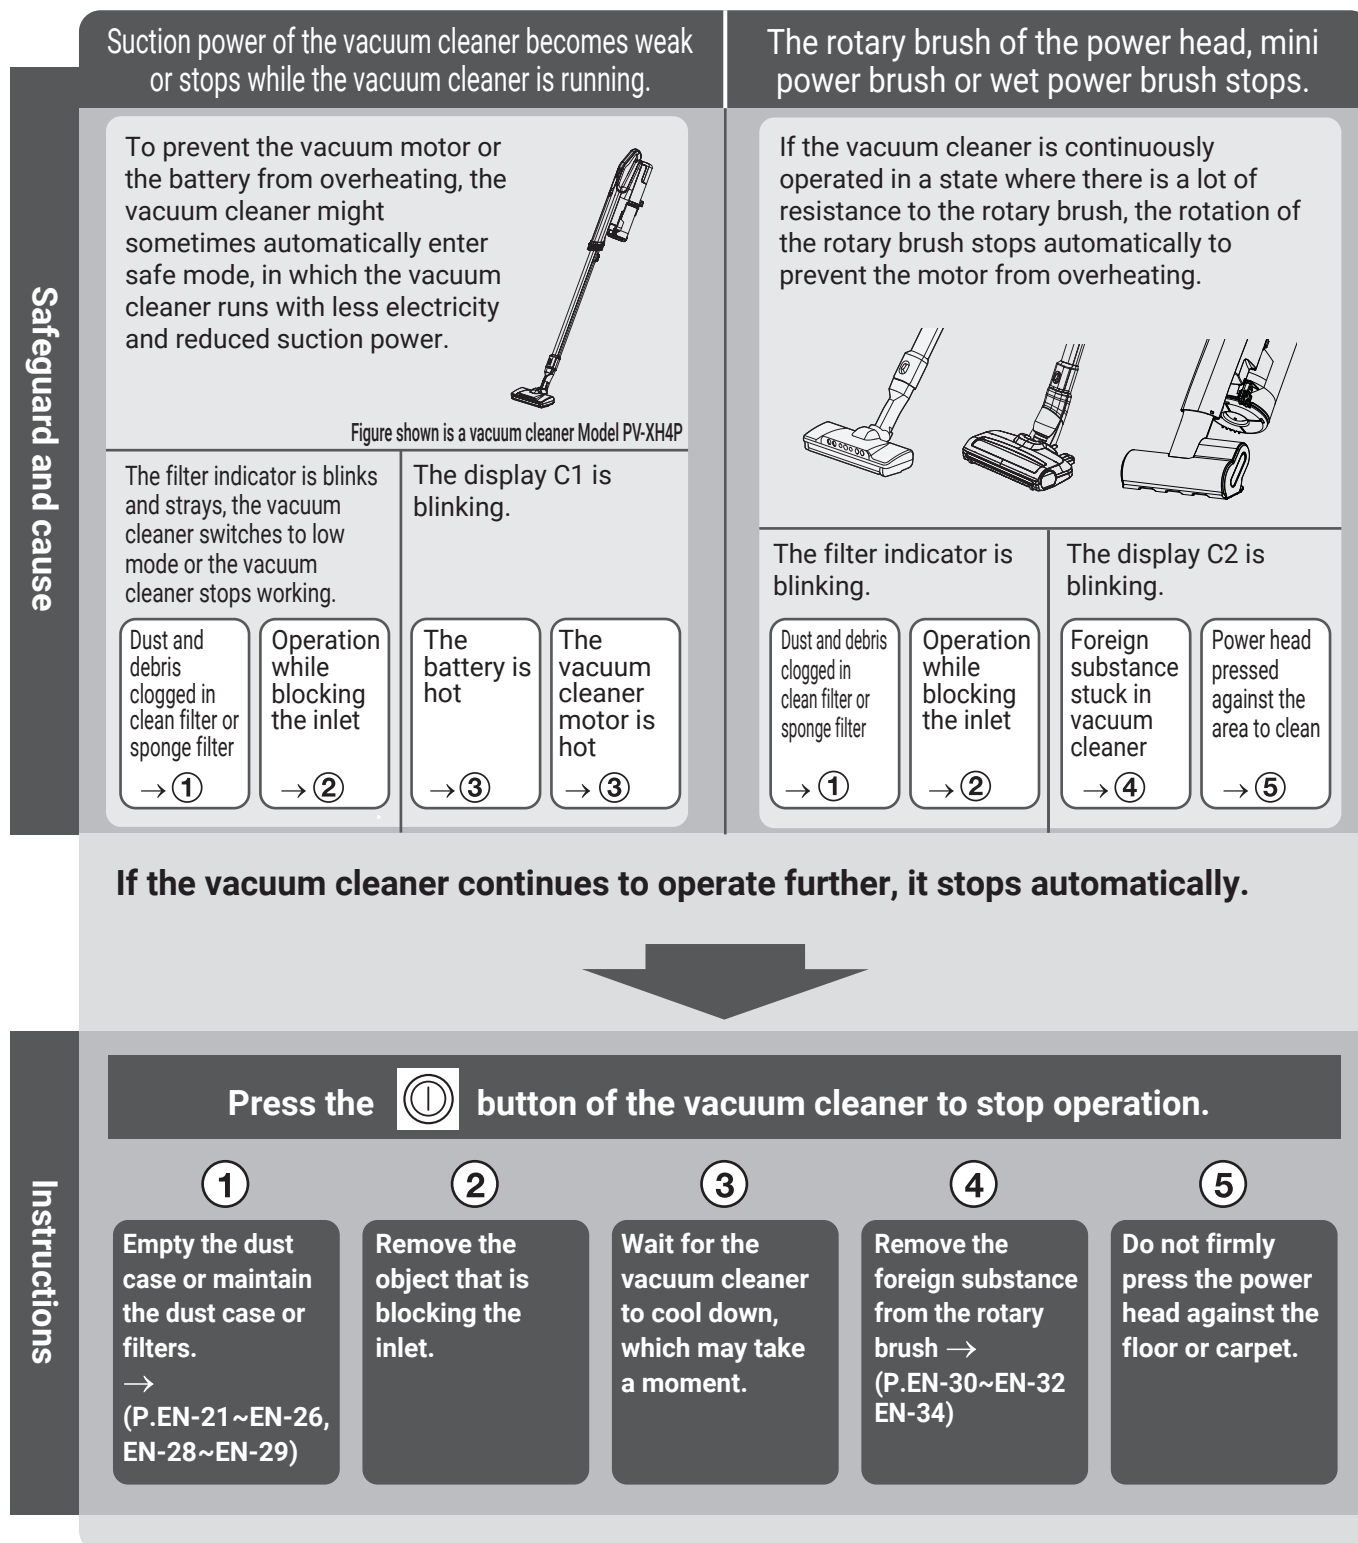 Suction power of the vacuum cleaner becomes weak
or stops while the vacuum cleaner is running.
The rotary brush of the power head, mini
power brush or wet power brush stops.
Safeguard and cause
To prevent the vacuum motor or
the battery from overheating, the
vacuum cleaner might
sometimes automatically enter
safe mode, in which the vacuum
cleaner runs with less electricity
and reduced suction power.
Figure shown is a vacuum cleaner Model PV-XH4P
The filter indicator is blinks
and strays, the vacuum
cleaner switches to low
mode or the vacuum
cleaner stops working.
Dust and
debris
clogged in
clean filter or
sponge filter
→ ①
Operation
while
blocking
the inlet
→ ②
The display C1 is
blinking.
The
battery is
hot
→ ③
The
vacuum
cleaner
motor is
hot
→ ③
If the vacuum cleaner is continuously
operated in a state where there is a lot of
resistance to the rotary brush, the rotation of
the rotary brush stops automatically to
prevent the motor from overheating.
The filter indicator is
blinking.
Dust and debris
clogged in
clean filter or
sponge filter
→ ①
Operation
while
blocking
the inlet
→ ②
The display C2 is
blinking.
Foreign
substance
stuck in
vacuum
cleaner
→ ④
Power head
pressed
against the
area to clean
→ ⑤
If the vacuum cleaner continues to operate further, it stops automatically.
Instructions
Press the button of the vacuum cleaner to stop operation.
①
Empty the dust
case or maintain
the dust case or
filters.
→
(P.EN-21~EN-26,
EN-28~EN-29)
②
Remove the
object that is
blocking the
inlet.
③
Wait for the
vacuum cleaner
to cool down,
which may take
a moment.
④
Remove the
foreign substance
from the rotary
brush →
(P.EN-30~EN-32
EN-34)
⑤
Do not firmly
press the power
head against the
floor or carpet.